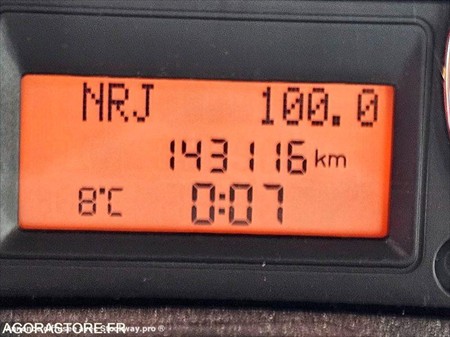 NRJ 100.0
143116 km
8°C 0:07
AGORASTORE.FR